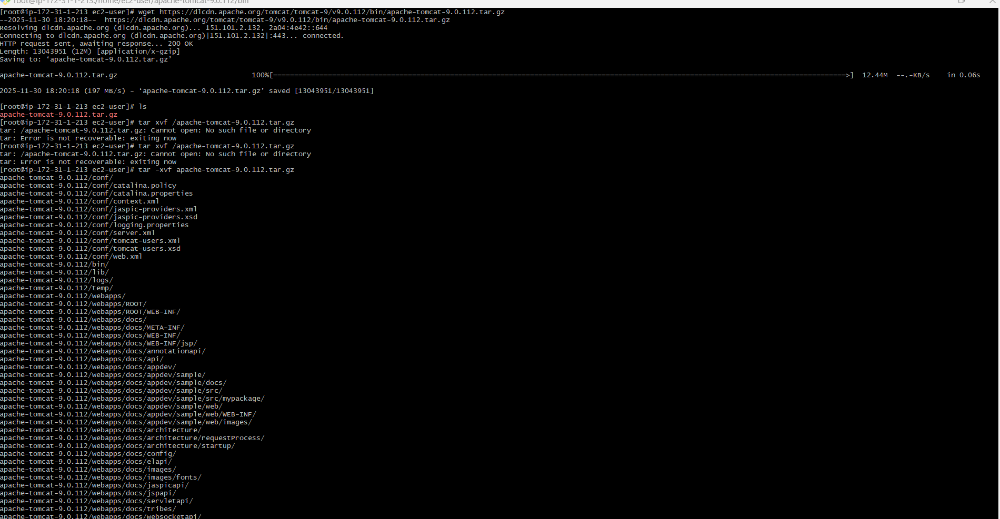 root@ip-172-31-1-213:/home/ec2-user/apache-tomcat-9.0.112/bin
[root@ip-172-31-1-213 ec2-user]# wget https://dlcdn.apache.org/tomcat/tomcat-9/v9.0.112/bin/apache-tomcat-9.0.112.tar.gz
--2025-11-30 18:20:18--  https://dlcdn.apache.org/tomcat/tomcat-9/v9.0.112/bin/apache-tomcat-9.0.112.tar.gz
Resolving dlcdn.apache.org (dlcdn.apache.org)... 151.101.2.132, 2a04:4e42::644
Connecting to dlcdn.apache.org (dlcdn.apache.org)|151.101.2.132|:443... connected.
HTTP request sent, awaiting response... 200 OK
Length: 13043951 (12M) [application/x-gzip]
Saving to: ‘apache-tomcat-9.0.112.tar.gz’
apache-tomcat-9.0.112.tar.gz 100%[========================================================================================================================================>] 12.44M --.-KB/s in 0.06s
2025-11-30 18:20:18 (197 MB/s) - ‘apache-tomcat-9.0.112.tar.gz’ saved [13043951/13043951]
[root@ip-172-31-1-213 ec2-user]# ls
apache-tomcat-9.0.112.tar.gz
[root@ip-172-31-1-213 ec2-user]# tar xvf /apache-tomcat-9.0.112.tar.gz
tar: /apache-tomcat-9.0.112.tar.gz: Cannot open: No such file or directory
tar: Error is not recoverable: exiting now
[root@ip-172-31-1-213 ec2-user]# tar xvf /apache-tomcat-9.0.112.tar.gz
tar: /apache-tomcat-9.0.112.tar.gz: Cannot open: No such file or directory
tar: Error is not recoverable: exiting now
[root@ip-172-31-1-213 ec2-user]# tar -xvf apache-tomcat-9.0.112.tar.gz
apache-tomcat-9.0.112/conf/
apache-tomcat-9.0.112/conf/catalina.policy
apache-tomcat-9.0.112/conf/catalina.properties
apache-tomcat-9.0.112/conf/context.xml
apache-tomcat-9.0.112/conf/jaspic-providers.xml
apache-tomcat-9.0.112/conf/jaspic-providers.xsd
apache-tomcat-9.0.112/conf/logging.properties
apache-tomcat-9.0.112/conf/server.xml
apache-tomcat-9.0.112/conf/tomcat-users.xml
apache-tomcat-9.0.112/conf/tomcat-users.xsd
apache-tomcat-9.0.112/conf/web.xml
apache-tomcat-9.0.112/bin/
apache-tomcat-9.0.112/lib/
apache-tomcat-9.0.112/logs/
apache-tomcat-9.0.112/temp/
apache-tomcat-9.0.112/webapps/
apache-tomcat-9.0.112/webapps/ROOT/
apache-tomcat-9.0.112/webapps/ROOT/WEB-INF/
apache-tomcat-9.0.112/webapps/docs/
apache-tomcat-9.0.112/webapps/docs/META-INF/
apache-tomcat-9.0.112/webapps/docs/WEB-INF/
apache-tomcat-9.0.112/webapps/docs/WEB-INF/jsp/
apache-tomcat-9.0.112/webapps/docs/annotationapi/
apache-tomcat-9.0.112/webapps/docs/api/
apache-tomcat-9.0.112/webapps/docs/appdev/
apache-tomcat-9.0.112/webapps/docs/appdev/sample/
apache-tomcat-9.0.112/webapps/docs/appdev/sample/docs/
apache-tomcat-9.0.112/webapps/docs/appdev/sample/src/
apache-tomcat-9.0.112/webapps/docs/appdev/sample/src/mypackage/
apache-tomcat-9.0.112/webapps/docs/appdev/sample/web/
apache-tomcat-9.0.112/webapps/docs/appdev/sample/web/WEB-INF/
apache-tomcat-9.0.112/webapps/docs/appdev/sample/web/images/
apache-tomcat-9.0.112/webapps/docs/architecture/
apache-tomcat-9.0.112/webapps/docs/architecture/requestProcess/
apache-tomcat-9.0.112/webapps/docs/architecture/startup/
apache-tomcat-9.0.112/webapps/docs/config/
apache-tomcat-9.0.112/webapps/docs/elapi/
apache-tomcat-9.0.112/webapps/docs/images/
apache-tomcat-9.0.112/webapps/docs/images/fonts/
apache-tomcat-9.0.112/webapps/docs/jaspicapi/
apache-tomcat-9.0.112/webapps/docs/jspapi/
apache-tomcat-9.0.112/webapps/docs/servletapi/
apache-tomcat-9.0.112/webapps/docs/tribes/
apache-tomcat-9.0.112/webapps/docs/websocketapi/